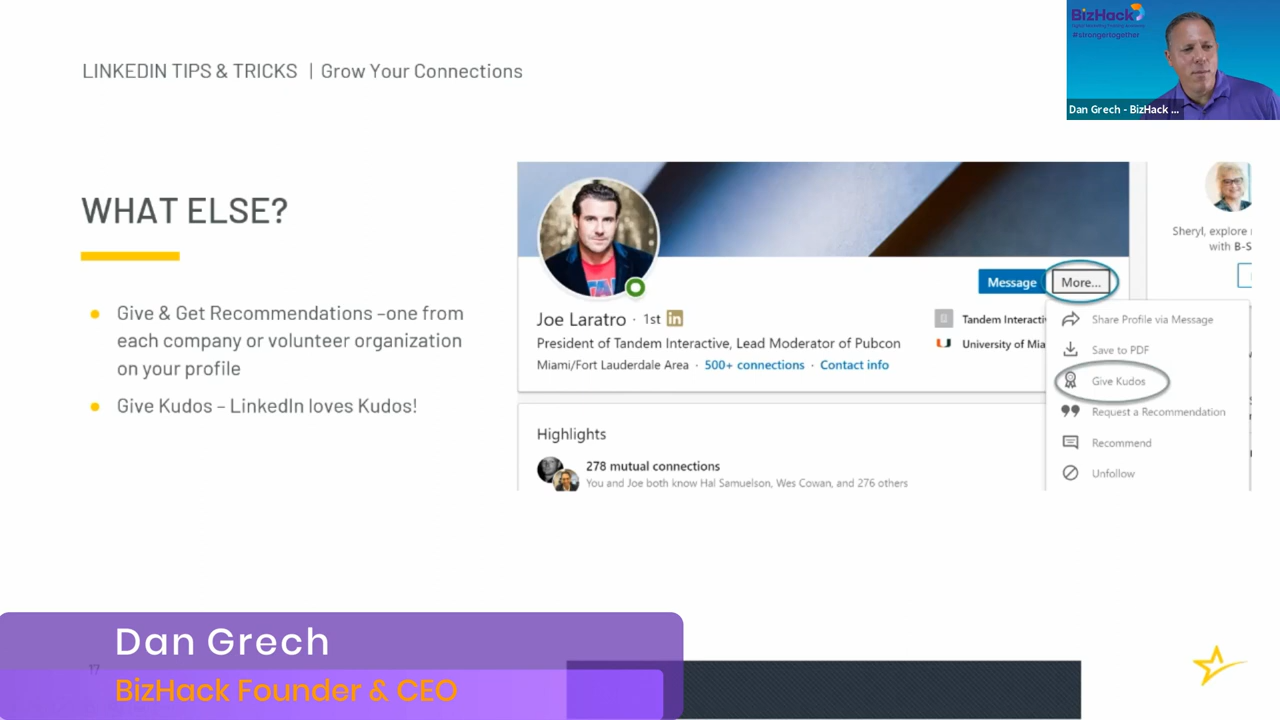 BizHack
#strongertogether
Dan Grech - BizHack ...
LINKEDIN TIPS & TRICKS | Grow Your Connections
WHAT ELSE?
Give & Get Recommendations –one from
each company or volunteer organization
on your profile
Give Kudos – LinkedIn loves Kudos!
Sheryl, explore
with B-S
Message
More...
Joe Laratro · 1st in
President of Tandem Interactive, Lead Moderator of Pubcon
Miami/Fort Lauderdale Area · 500+ connections · Contact info
Tandem Interacti
University of Mia
Share Profile via Message
Save to PDF
Give Kudos
Request a Recommendation
Recommend
Unfollow
Highlights
278 mutual connections
You and Joe both know Hal Samuelson, Wes Cowan, and 276 others
Dan Grech
17
BizHack Founder & CEO